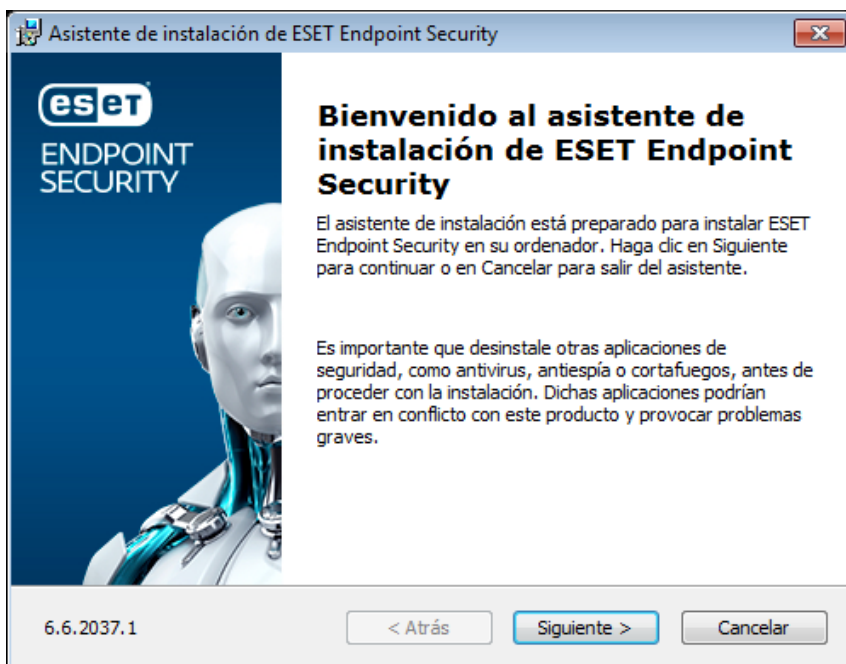 Asistente de instalación de ESET Endpoint Security
eset
ENDPOINT
SECURITY
Bienvenido al asistente de
instalación de ESET Endpoint
Security
El asistente de instalación está preparado para instalar ESET
Endpoint Security en su ordenador. Haga clic en Siguiente
para continuar o en Cancelar para salir del asistente.
Es importante que desinstale otras aplicaciones de
seguridad, como antivirus, antiespía o cortafuegos, antes de
proceder con la instalación. Dichas aplicaciones podrían
entrar en conflicto con este producto y provocar problemas
graves.
6.6.2037.1
< Atrás
Siguiente >
Cancelar